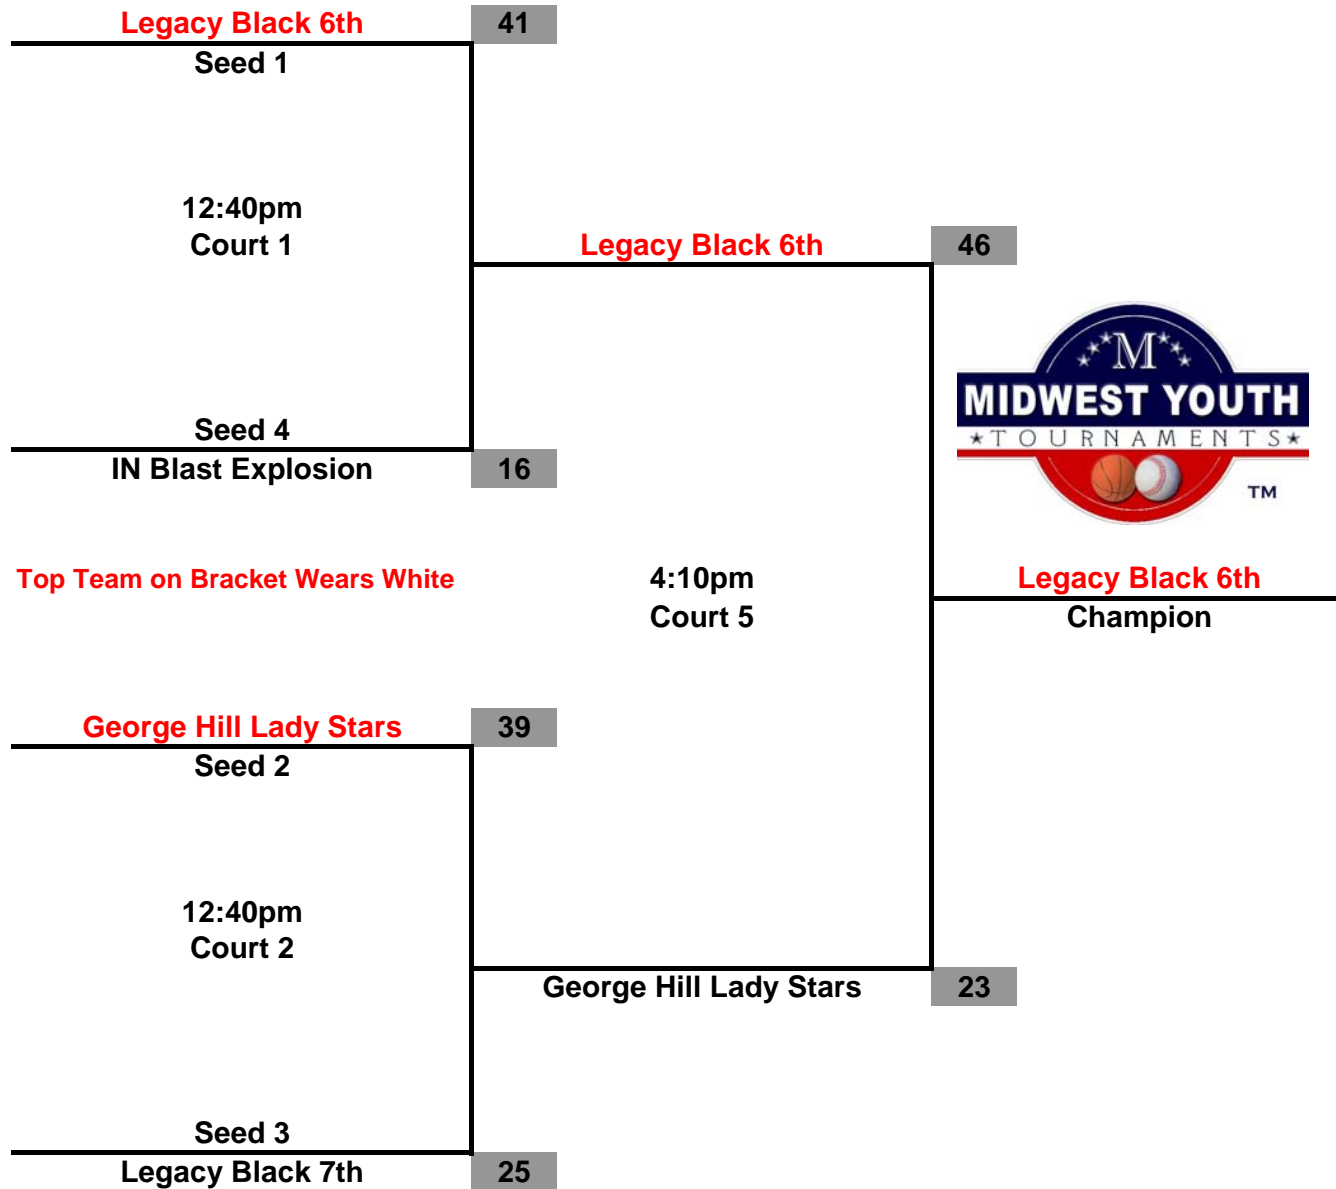 Legacy Black 6th 41
Seed 1
12:40pm
Court 1
Legacy Black 6th 46
M
MIDWEST YOUTH
TOURNAMENTS
TM
Seed 4
IN Blast Explosion 16
Top Team on Bracket Wears White
4:10pm
Court 5
Legacy Black 6th
Champion
George Hill Lady Stars 39
Seed 2
12:40pm
Court 2
George Hill Lady Stars 23
Seed 3
Legacy Black 7th 25